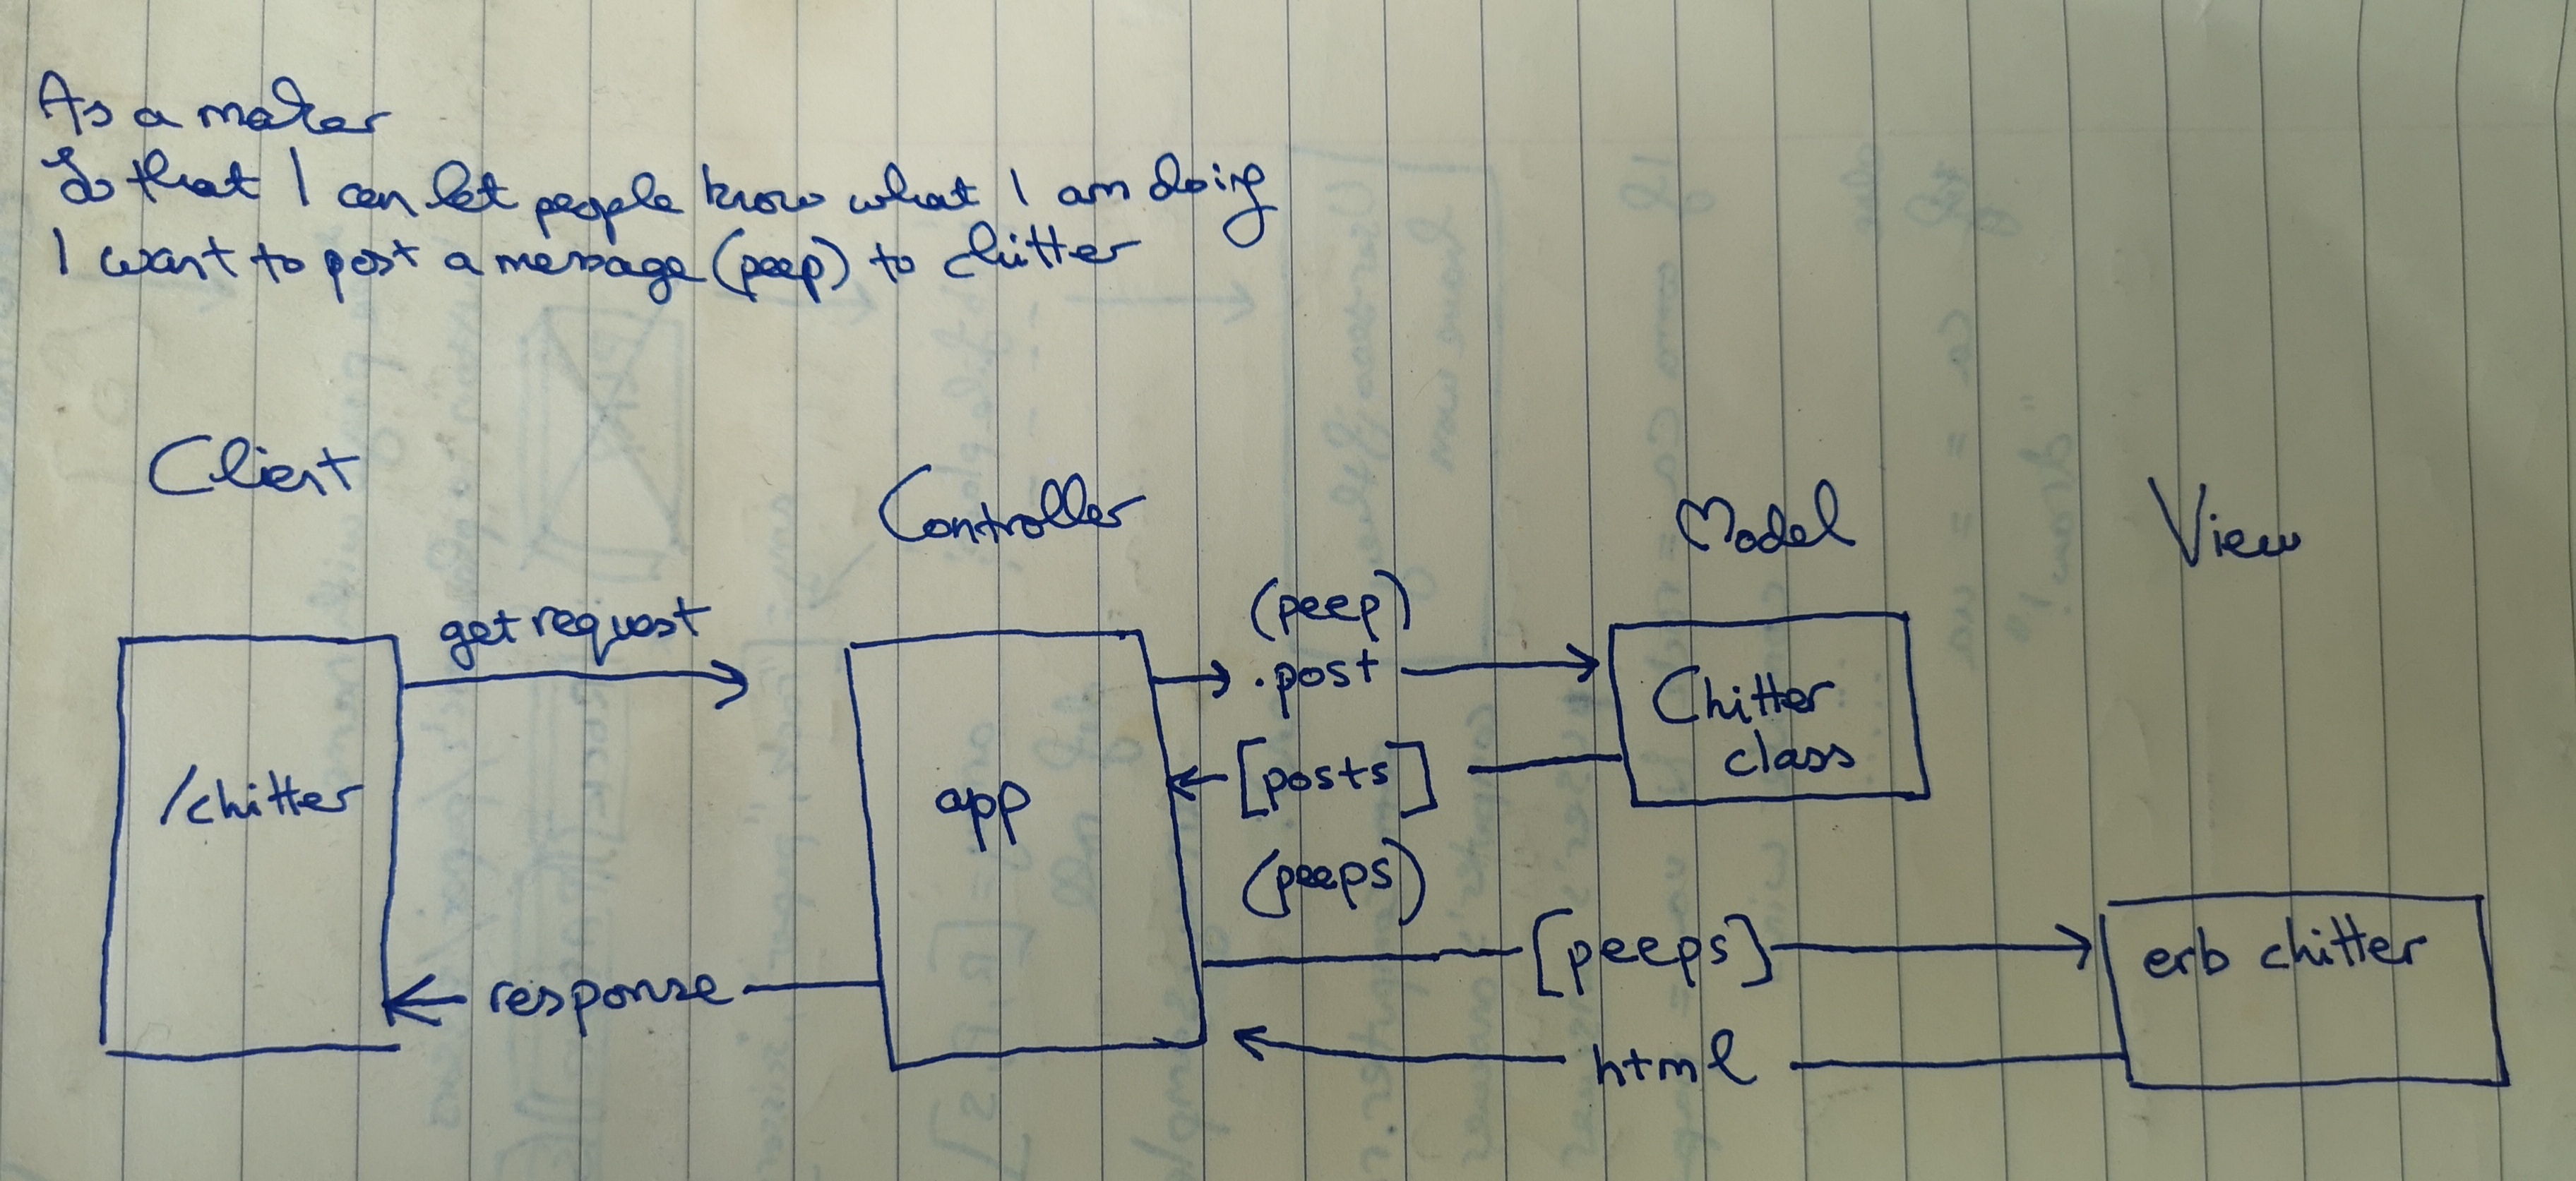 As a maker
So that I can let people know what I am doing
I want to post a message (peep) to chitter
Client
Controller
Model
View
get request
(peep)
.post
/chitter
app
Chitter
class
[posts]
(peeps)
response
[peeps]
erb chitter
html